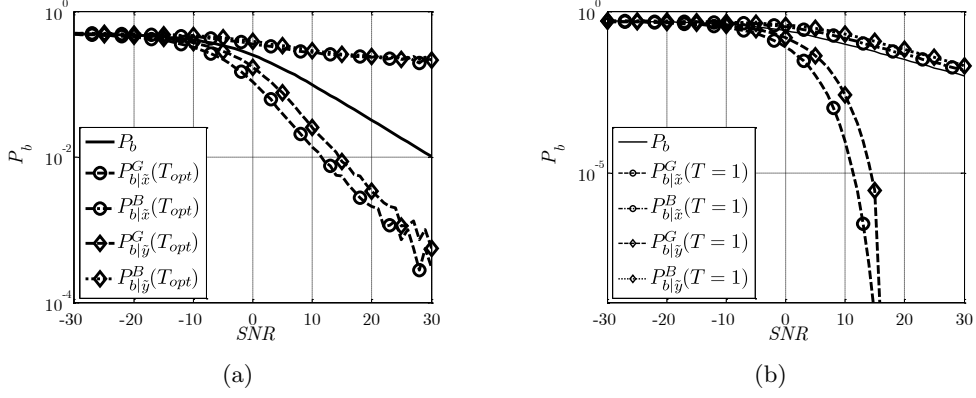 10^0
10^-2
10^-4
P_b
P_b
P^G_{b|x̃}(T_opt)
P^B_{b|x̃}(T_opt)
P^G_{b|ỹ}(T_opt)
P^B_{b|ỹ}(T_opt)
-30 -20 -10 0 10 20 30
SNR
(a)
10^0
10^-5
P_b
P_b
P^G_{b|x̃}(T = 1)
P^B_{b|x̃}(T = 1)
P^G_{b|ỹ}(T = 1)
P^B_{b|ỹ}(T = 1)
-30 -20 -10 0 10 20 30
SNR
(b)